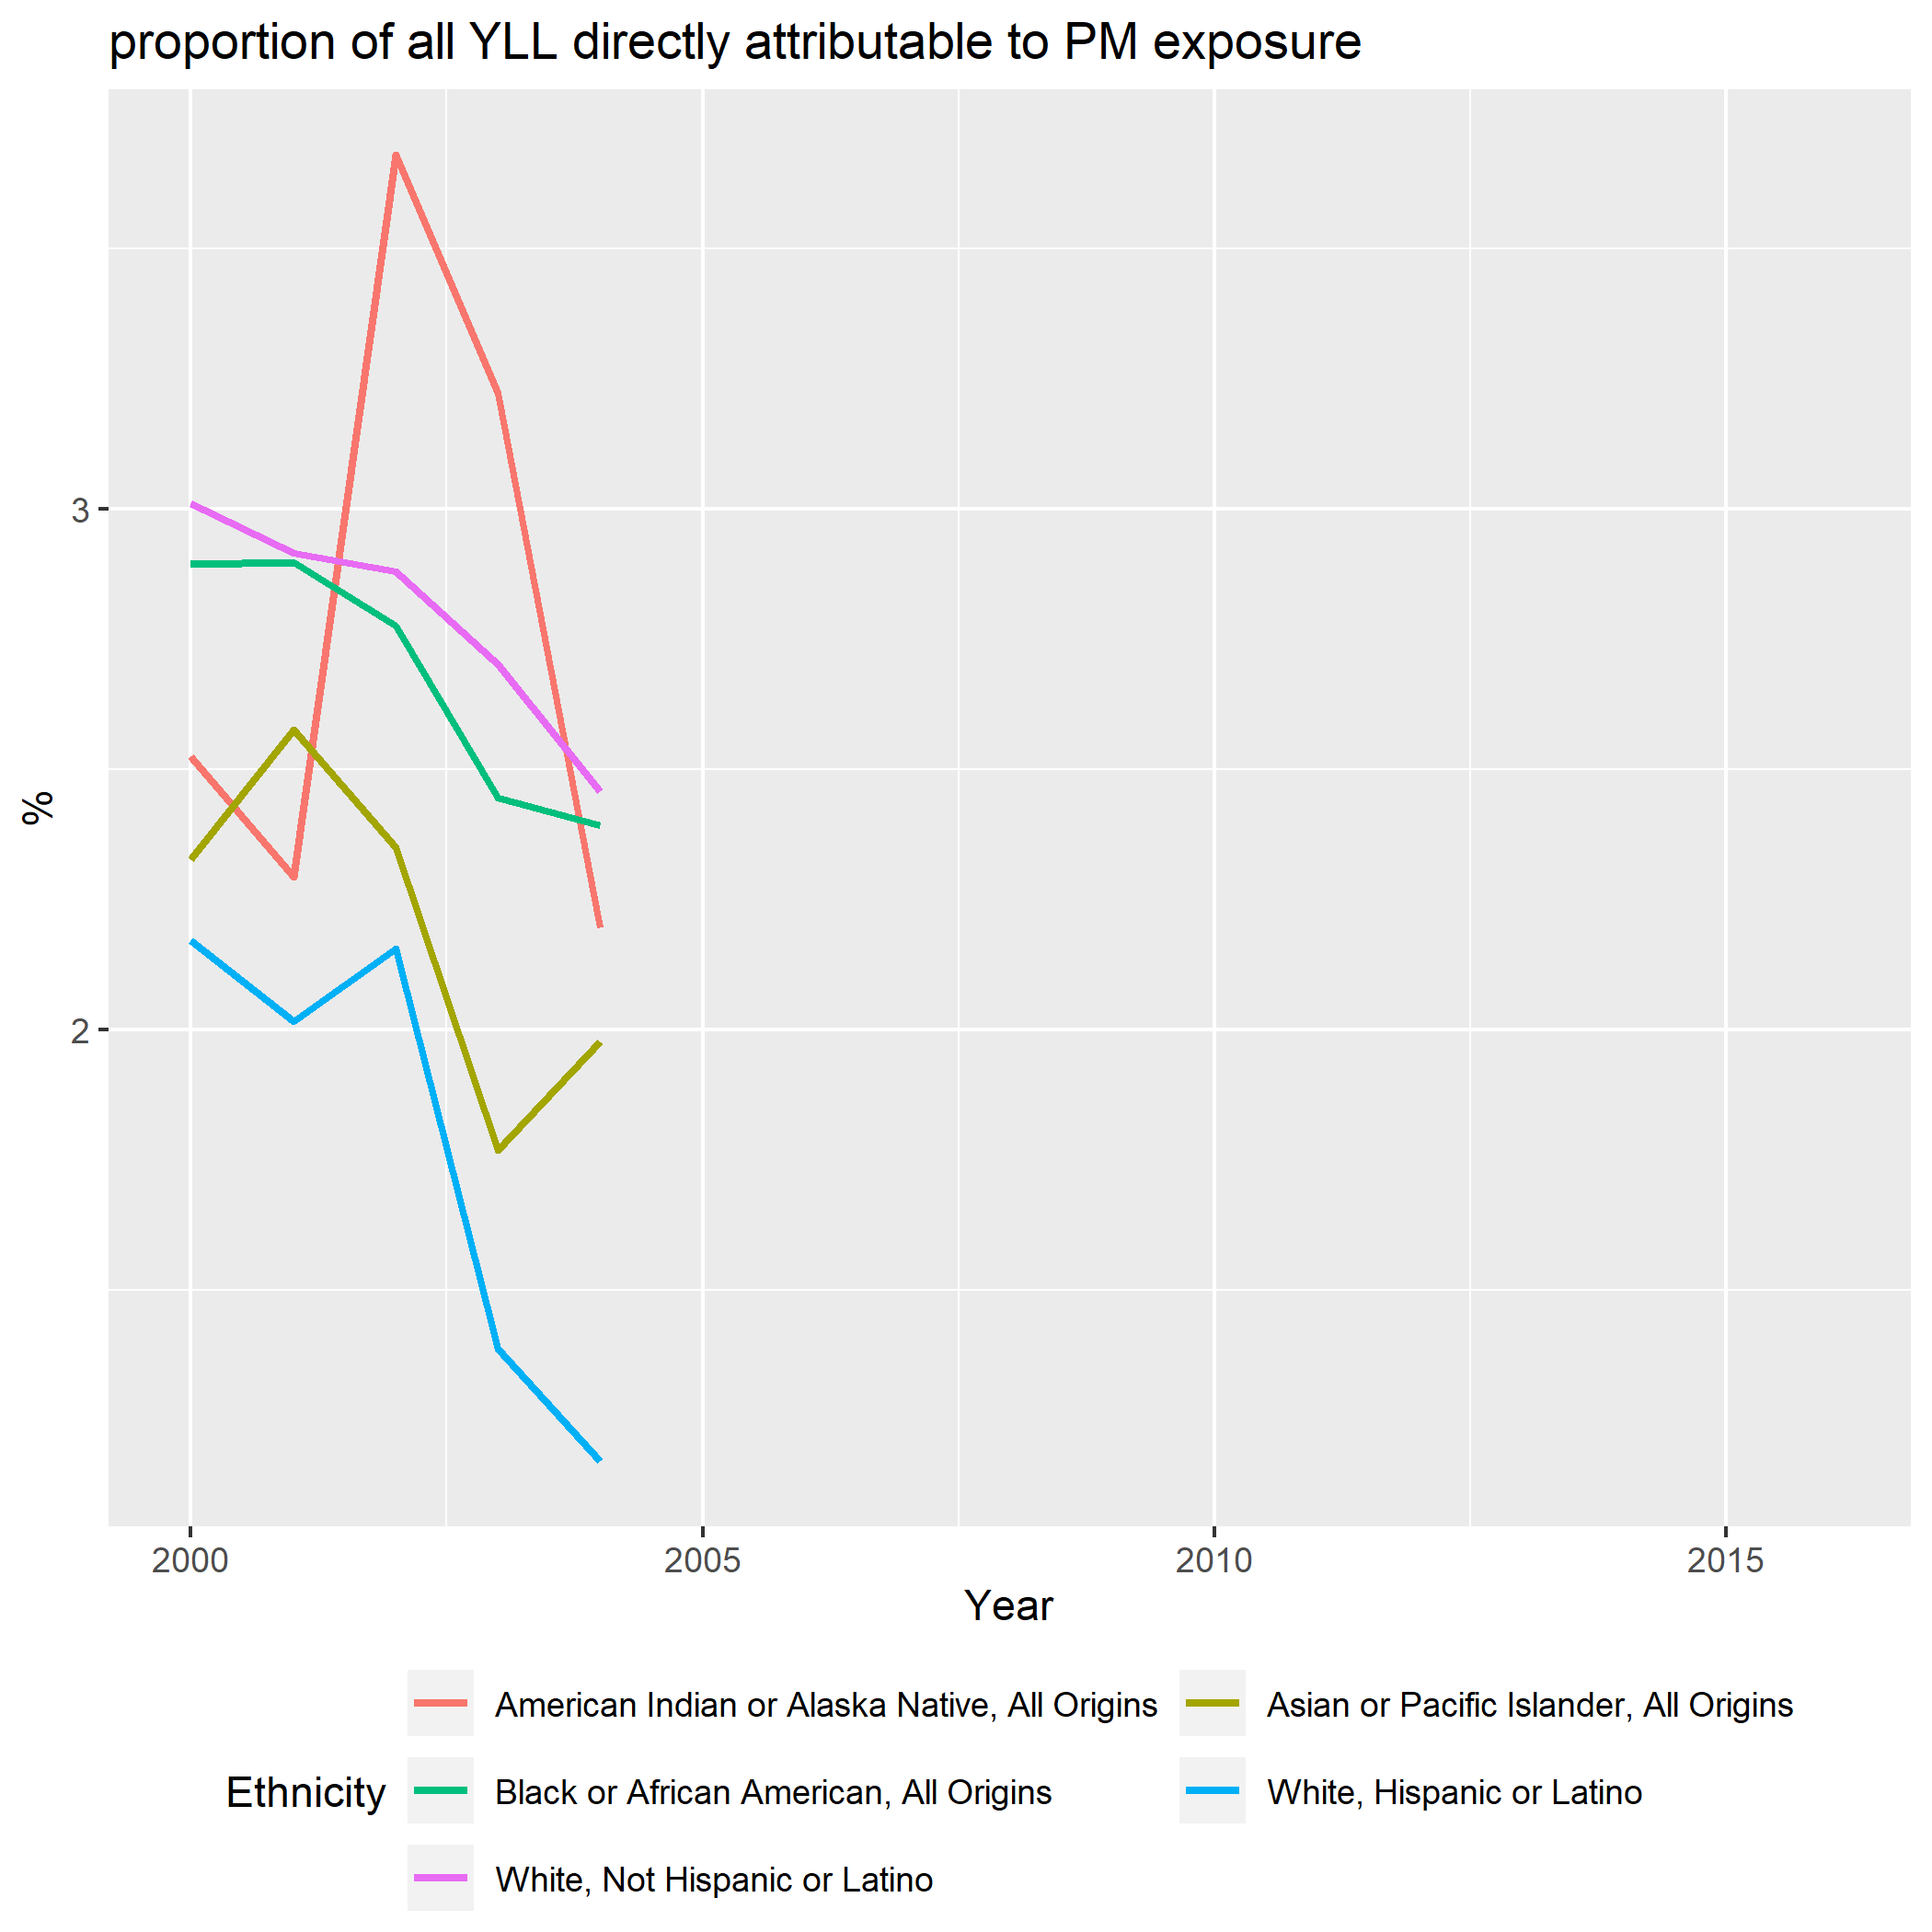 proportion of all YLL directly attributable to PM exposure
%
3
2
2000 2005 2010 2015
Year
Ethnicity
American Indian or Alaska Native, All Origins
Asian or Pacific Islander, All Origins
Black or African American, All Origins
White, Hispanic or Latino
White, Not Hispanic or Latino